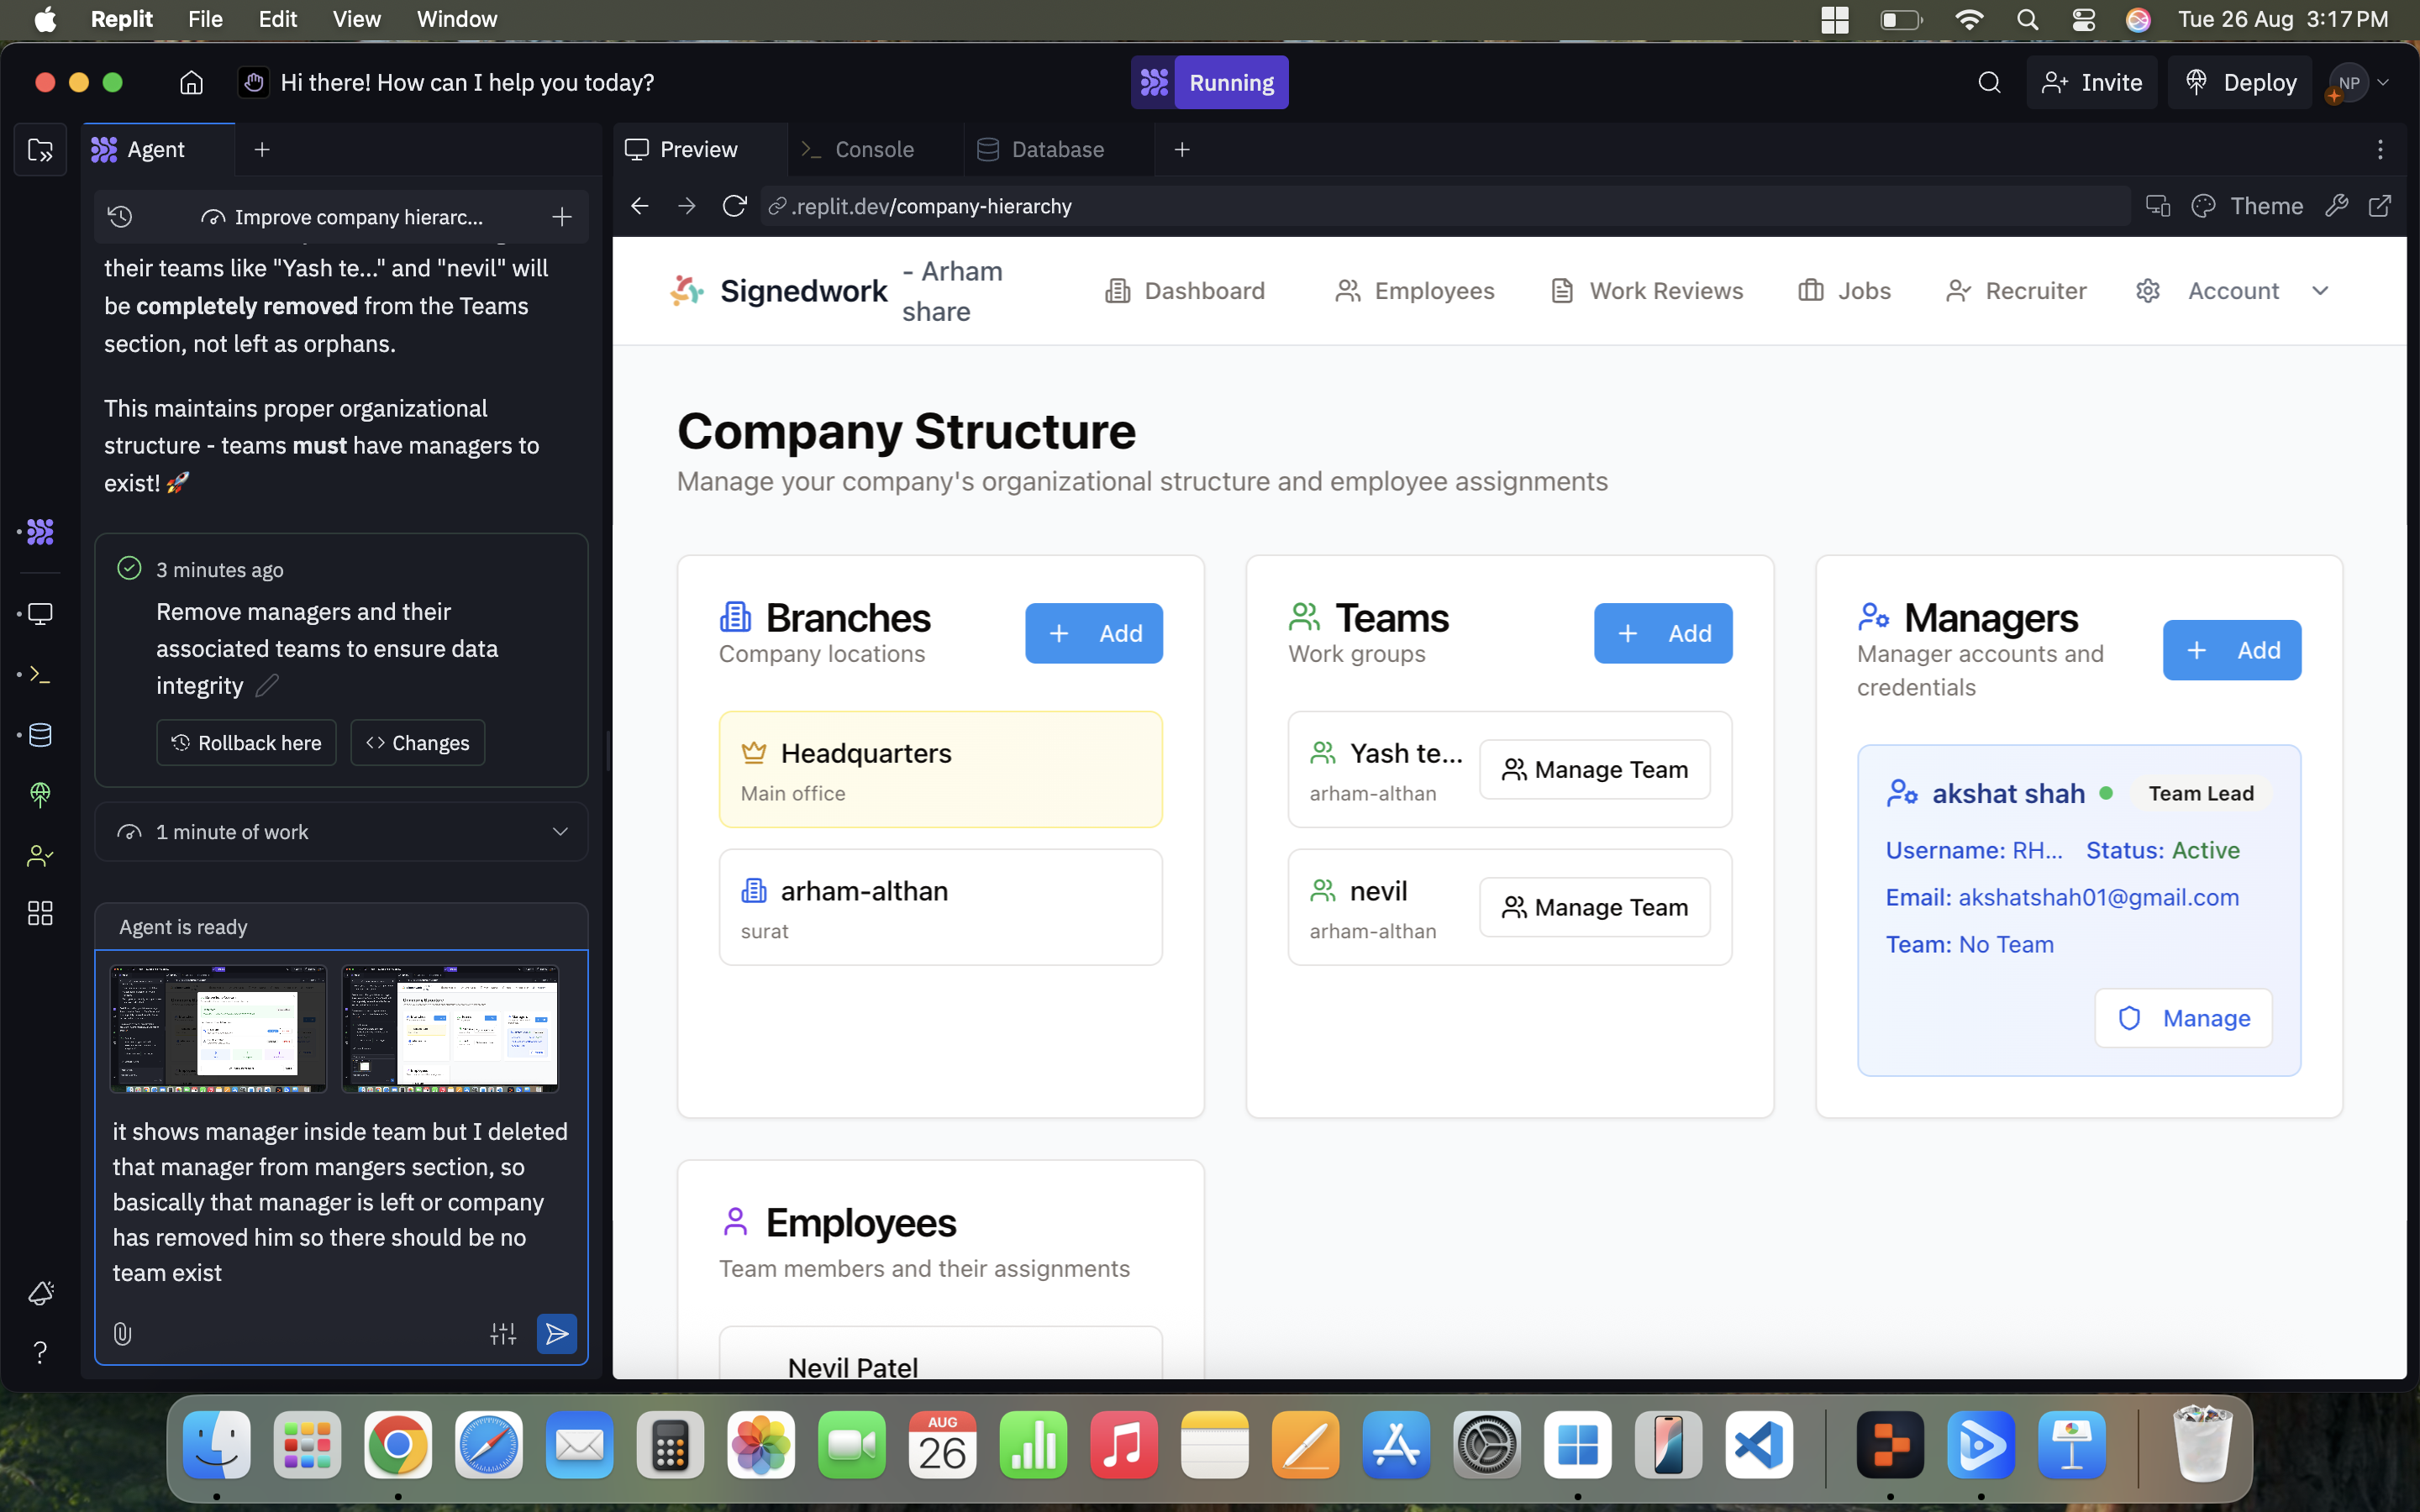 Replit File Edit View Window Tue 26 Aug 3:17 PM
Hi there! How can I help you today? Running Invite Deploy NP
Agent
Improve company hierarc...
their teams like "Yash te..." and "nevil" will
be completely removed from the Teams
section, not left as orphans.
This maintains proper organizational
structure - teams must have managers to
exist! 🚀
3 minutes ago
Remove managers and their
associated teams to ensure data
integrity
Rollback here Changes
1 minute of work
Agent is ready
it shows manager inside team but I deleted
that manager from mangers section, so
basically that manager is left or company
has removed him so there should be no
team exist
Preview Console Database
.replit.dev/company-hierarchy Theme
Signedwork - Arham
share
Dashboard Employees Work Reviews Jobs Recruiter Account
Company Structure
Manage your company's organizational structure and employee assignments
Branches
Company locations
+ Add
Headquarters
Main office
arham-althan
surat
Teams
Work groups
+ Add
Yash te... Manage Team
arham-althan
nevil Manage Team
arham-althan
Managers
Manager accounts and
credentials
+ Add
akshat shah Team Lead
Username: RH... Status: Active
Email: akshatshah01@gmail.com
Team: No Team
Manage
Employees
Team members and their assignments
Nevil Patel
AUG
26